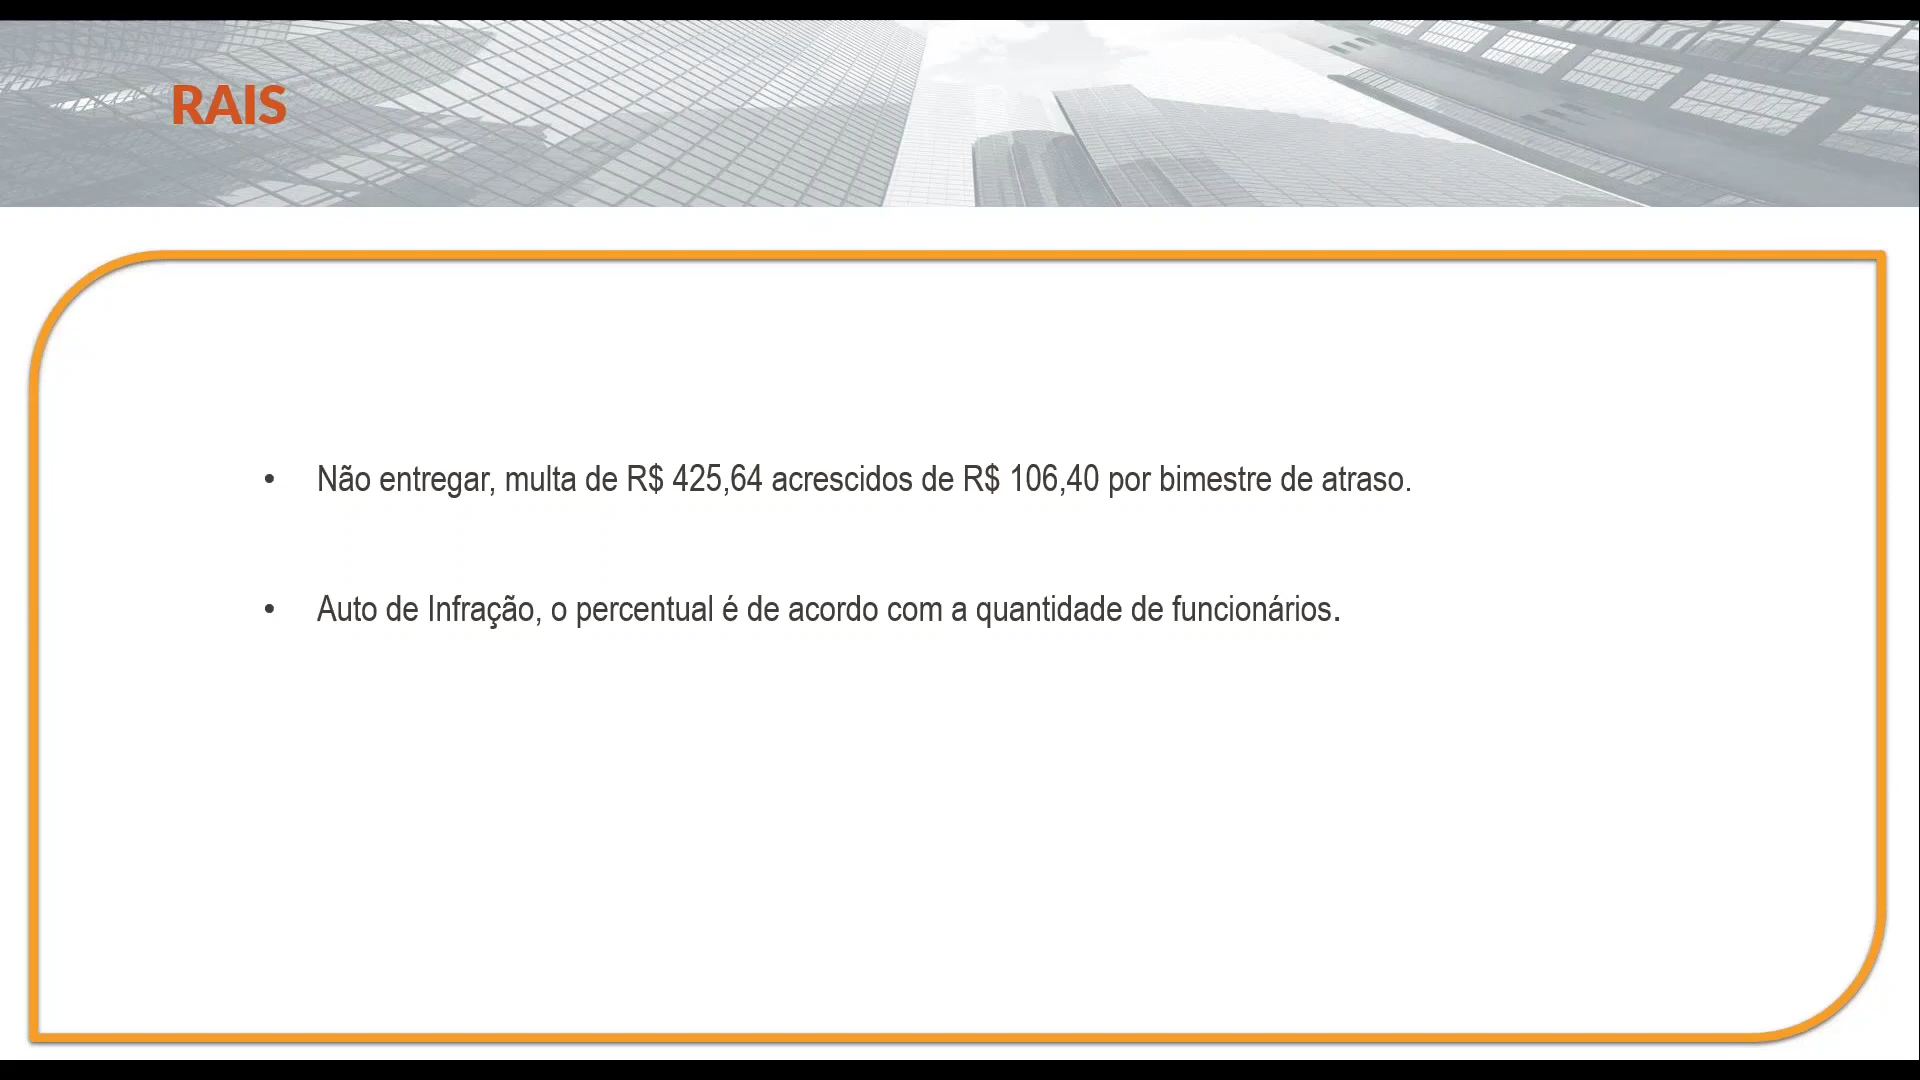 RAIS
• Não entregar, multa de R$ 425,64 acrescidos de R$ 106,40 por bimestre de atraso.
• Auto de Infração, o percentual é de acordo com a quantidade de funcionários.